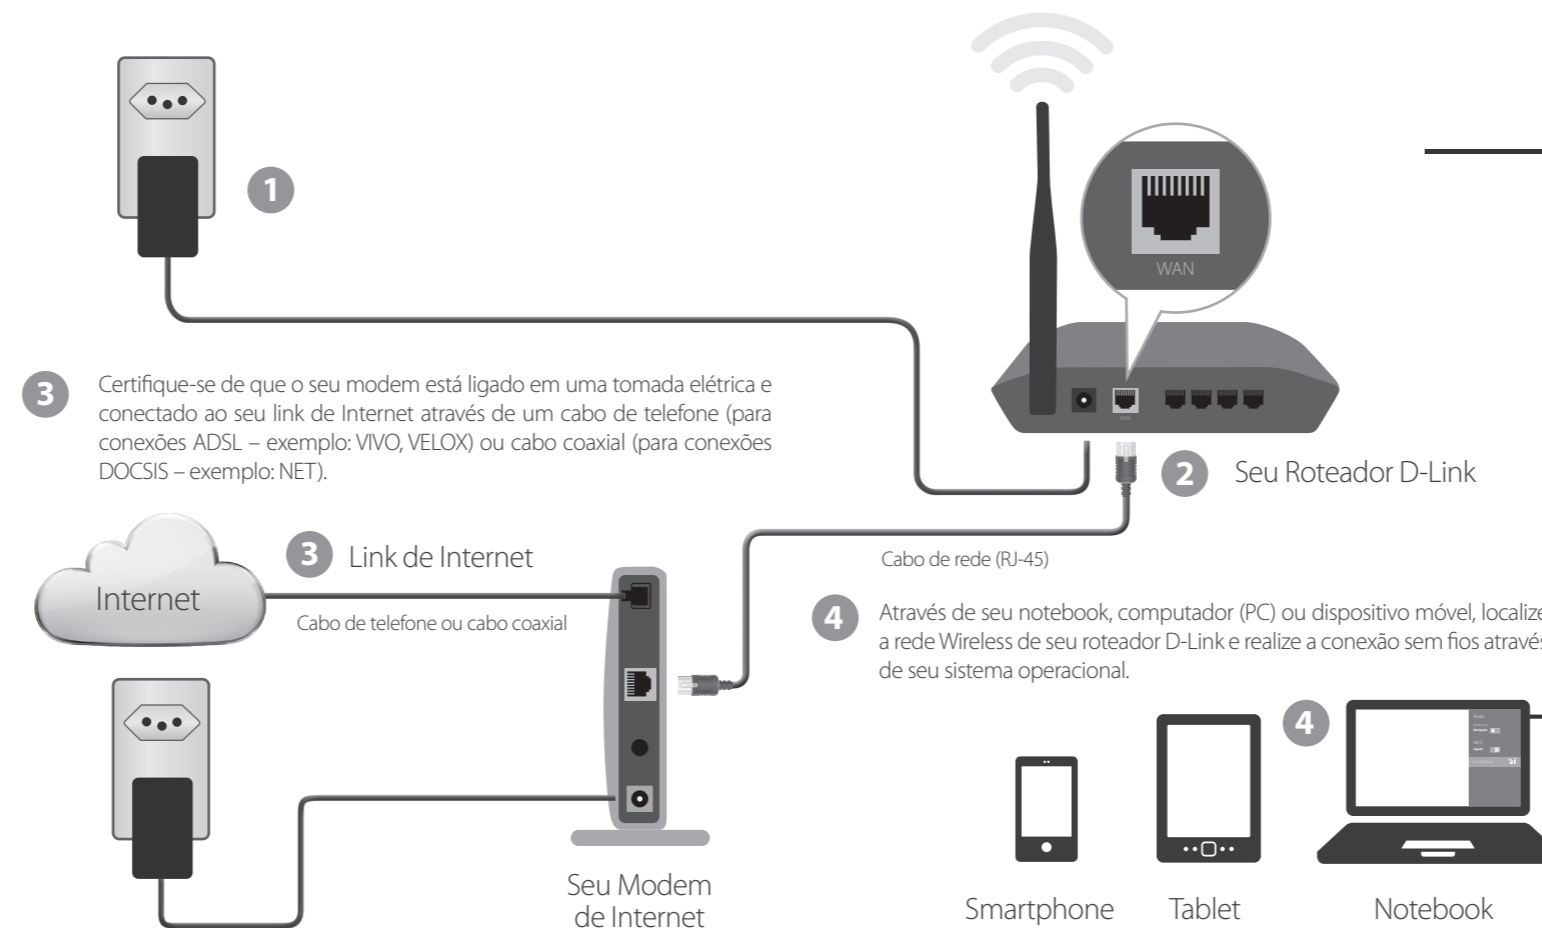 1
WAN
3
Certifique-se de que o seu modem está ligado em uma tomada elétrica e
conectado ao seu link de Internet através de um cabo de telefone (para
conexões ADSL – exemplo: VIVO, VELOX) ou cabo coaxial (para conexões
DOCSIS – exemplo: NET).
2
Seu Roteador D-Link
3
Link de Internet
Internet
Cabo de telefone ou cabo coaxial
Cabo de rede (RJ-45)
4
Através de seu notebook, computador (PC) ou dispositivo móvel, localize
a rede Wireless de seu roteador D-Link e realize a conexão sem fios através
de seu sistema operacional.
4
Seu Modem
de Internet
Smartphone
Tablet
Notebook